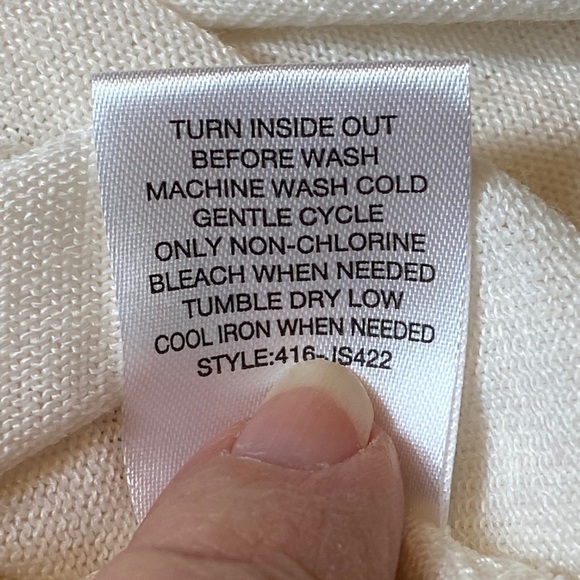 TURN INSIDE OUT
BEFORE WASH
MACHINE WASH COLD
GENTLE CYCLE
ONLY NON-CHLORINE
BLEACH WHEN NEEDED
TUMBLE DRY LOW
COOL IRON WHEN NEEDED
STYLE:416-JS422